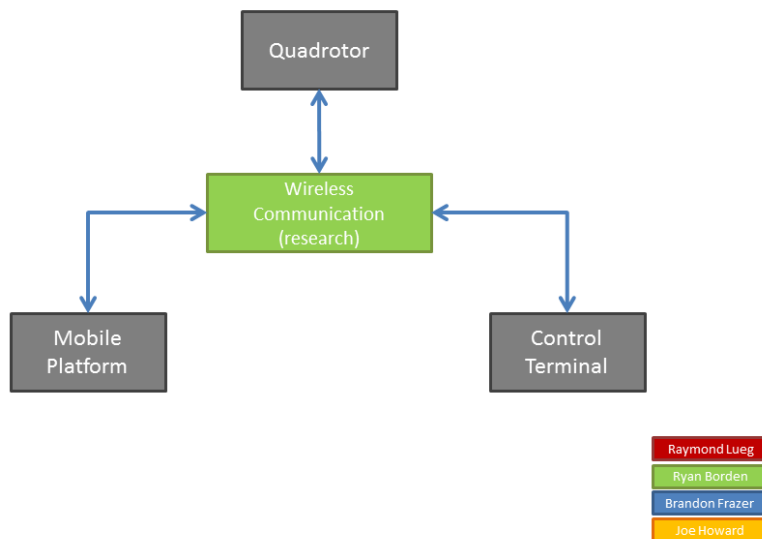 Quadrotor
Wireless
Communication
(research)
Mobile
Platform
Control
Terminal
Raymond Lueg
Ryan Borden
Brandon Frazer
Joe Howard